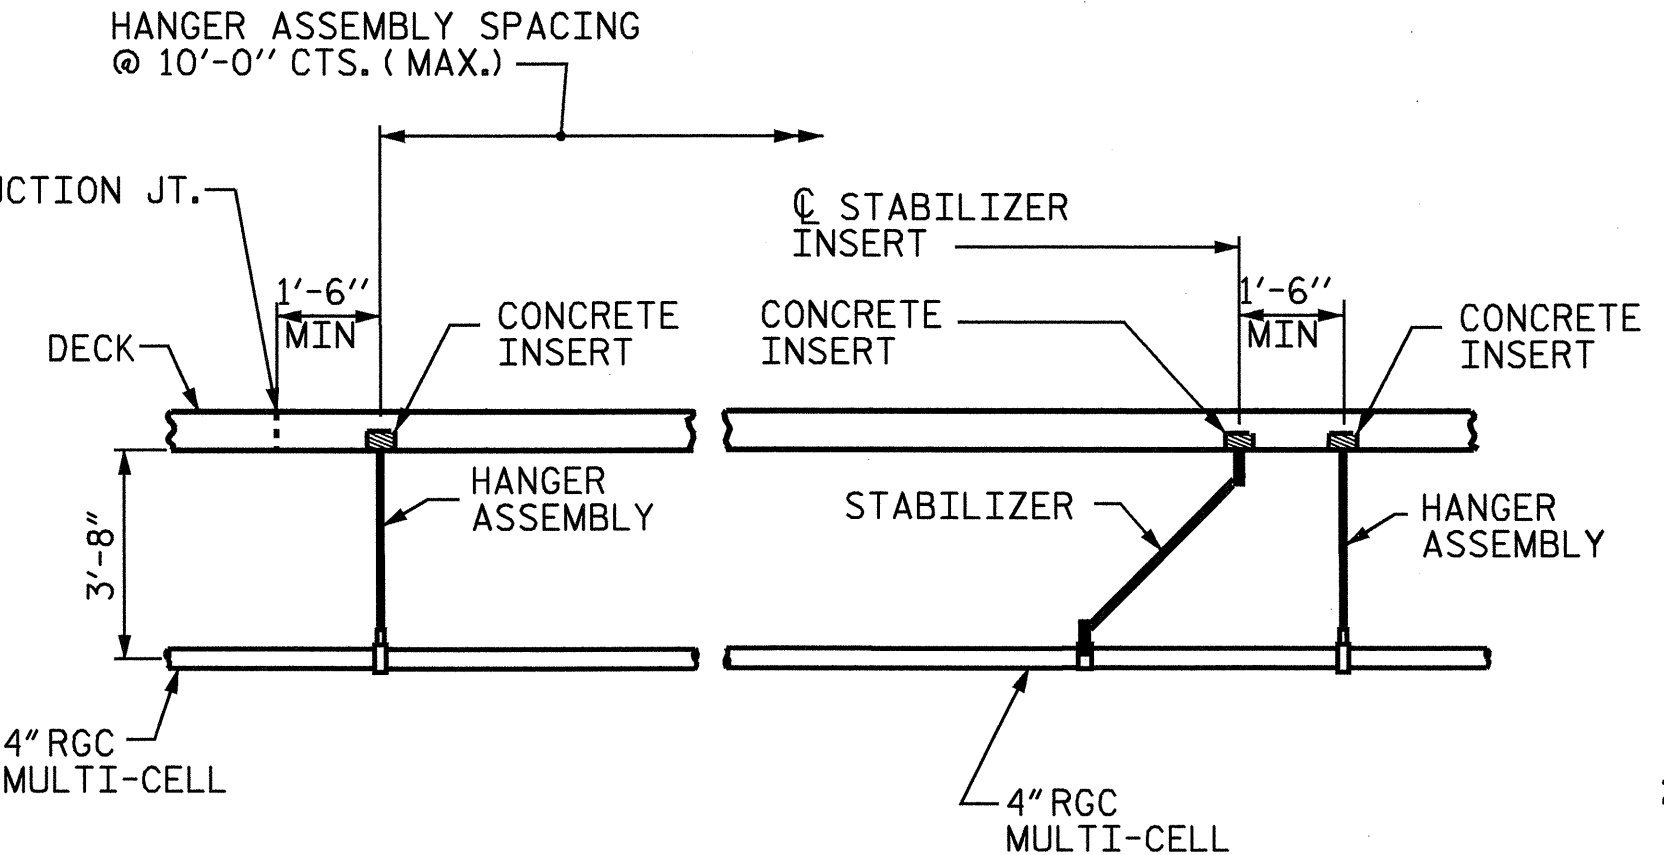 HANGER ASSEMBLY SPACING
@ 10'-0" CTS. (MAX.)
JT.
℄ STABILIZER
INSERT
1'-6"
MIN
1'-6"
MIN
DECK
CONCRETE
INSERT
CONCRETE
INSERT
CONCRETE
INSERT
HANGER
ASSEMBLY
STABILIZER
HANGER
ASSEMBLY
3'-8"
4" RGC
MULTI-CELL
4" RGC
MULTI-CELL